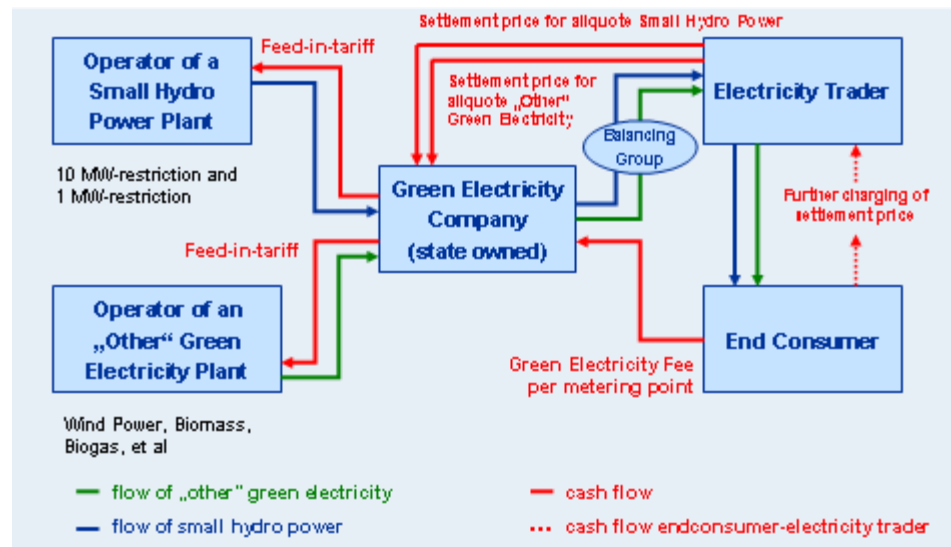 Settlement price for aliquote Small Hydro Power
Operator of a
Small Hydro
Power Plant
Feed-in-tariff
Settlement price for
aliquote „Other“
Green Electricity
Electricity Trader
Balancing
Group
10 MW-restriction and
1 MW-restriction
Green Electricity
Company
(state owned)
Further charging of
settlement price
Feed-in-tariff
Operator of an
„Other“ Green
Electricity Plant
End Consumer
Green Electricity Fee
per metering point
Wind Power, Biomass,
Biogas, et al
flow of „other“ green electricity
cash flow
flow of small hydro power
cash flow endconsumer-electricity trader